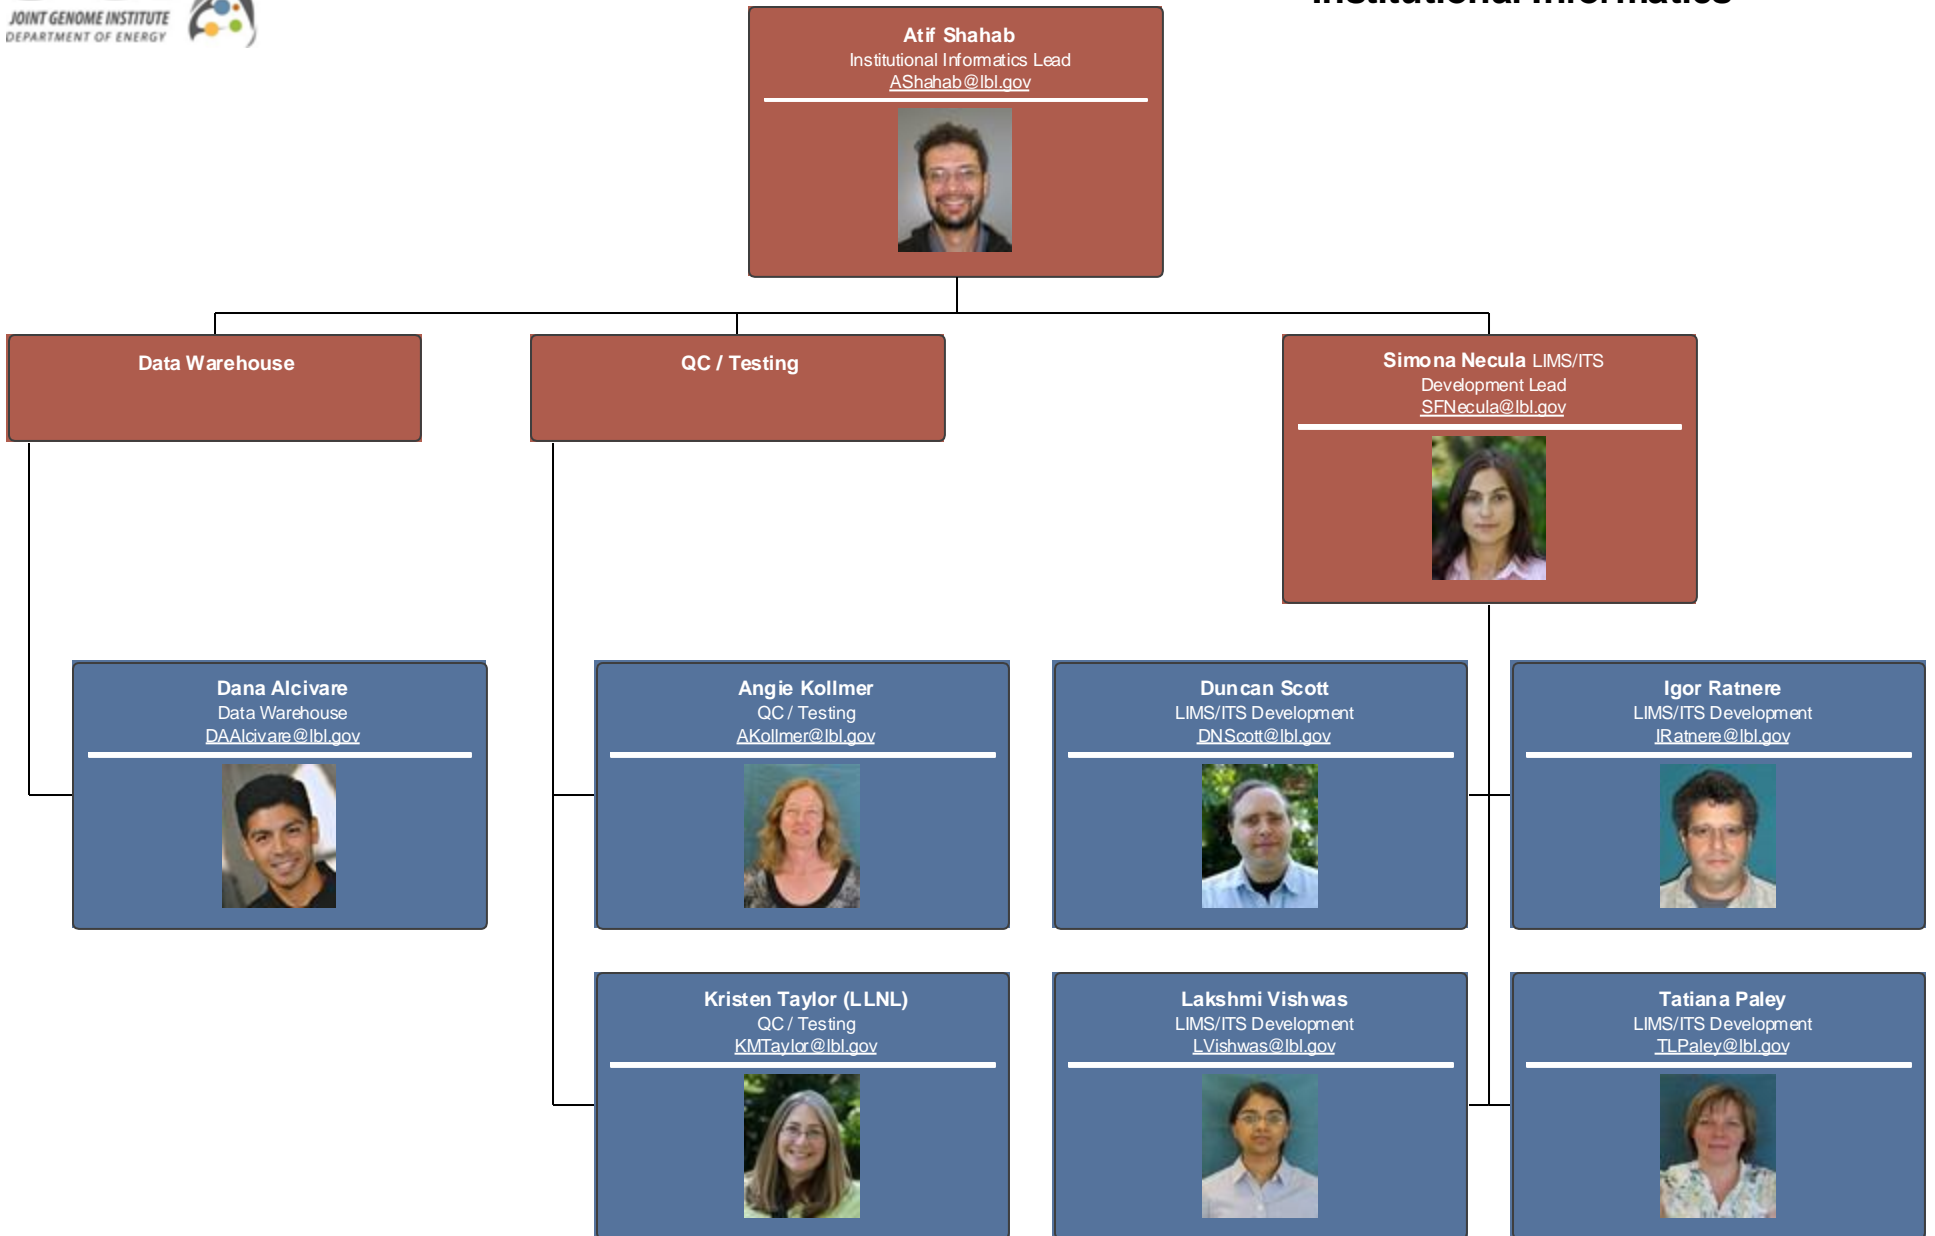 JOINT GENOME INSTITUTE
DEPARTMENT OF ENERGY
Institutional Informatics
Atif Shahab
Institutional Informatics Lead
AShahab@lbl.gov
Data Warehouse
QC / Testing
Simona Necula LIMS/ITS
Development Lead
SFNecula@lbl.gov
Dana Alcivare
Data Warehouse
DAAlcivare@lbl.gov
Angie Kollmer
QC / Testing
AKollmer@lbl.gov
Duncan Scott
LIMS/ITS Development
DNScott@lbl.gov
Igor Ratnere
LIMS/ITS Development
IRatnere@lbl.gov
Kristen Taylor (LLNL)
QC / Testing
KMTaylor@lbl.gov
Lakshmi Vishwas
LIMS/ITS Development
LVishwas@lbl.gov
Tatiana Paley
LIMS/ITS Development
TLPaley@lbl.gov